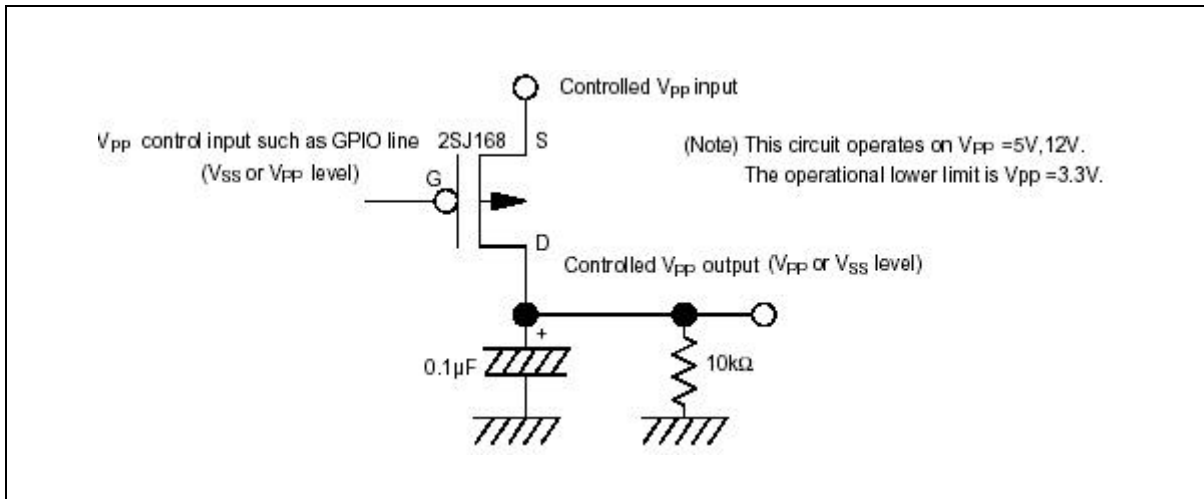 Controlled VPP input
VPP control input such as GPIO line
(VSS or VPP level)
2SJ168
S
G
D
(Note) This circuit operates on VPP =5V,12V.
The operational lower limit is Vpp =3.3V.
Controlled VPP output (VPP or VSS level)
+
0.1µF
10kΩ